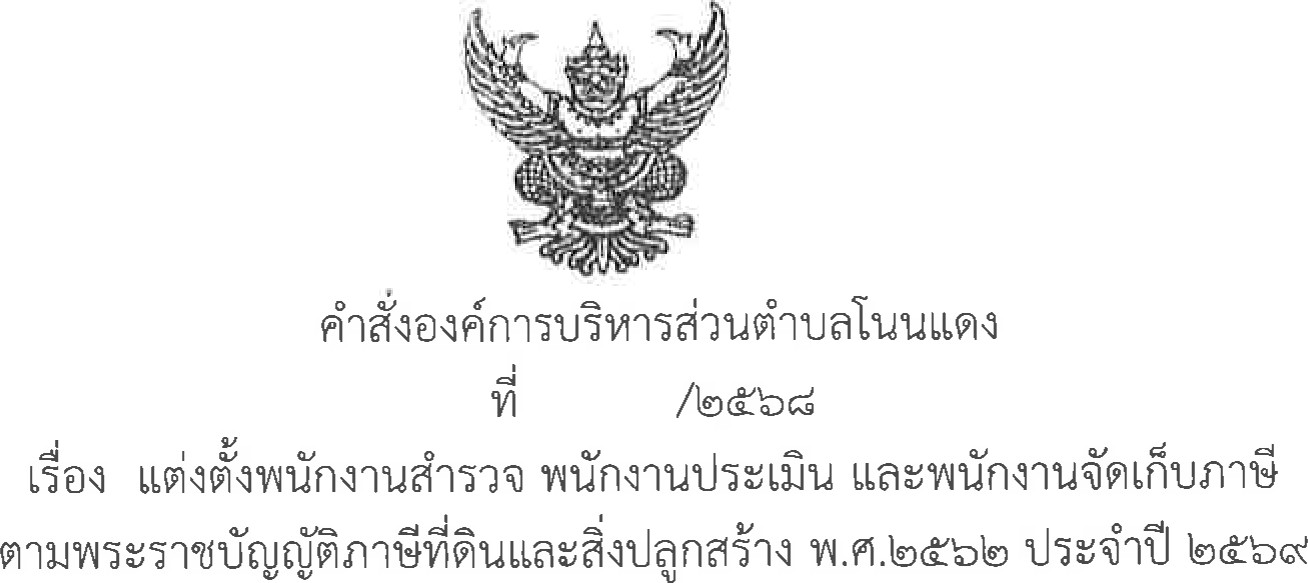 คำสั่งองค์การบริหารส่วนตำบลโนนแดง
ที่ /๒๕๖๘
เรื่อง แต่งตั้งพนักงานสำรวจ พนักงานประเมิน และพนักงานจัดเก็บภาษี
ตามพระราชบัญญัติภาษีที่ดินและสิ่งปลูกสร้าง พ.ศ.๒๕๖๒ ประจำปี ๒๕๖๙